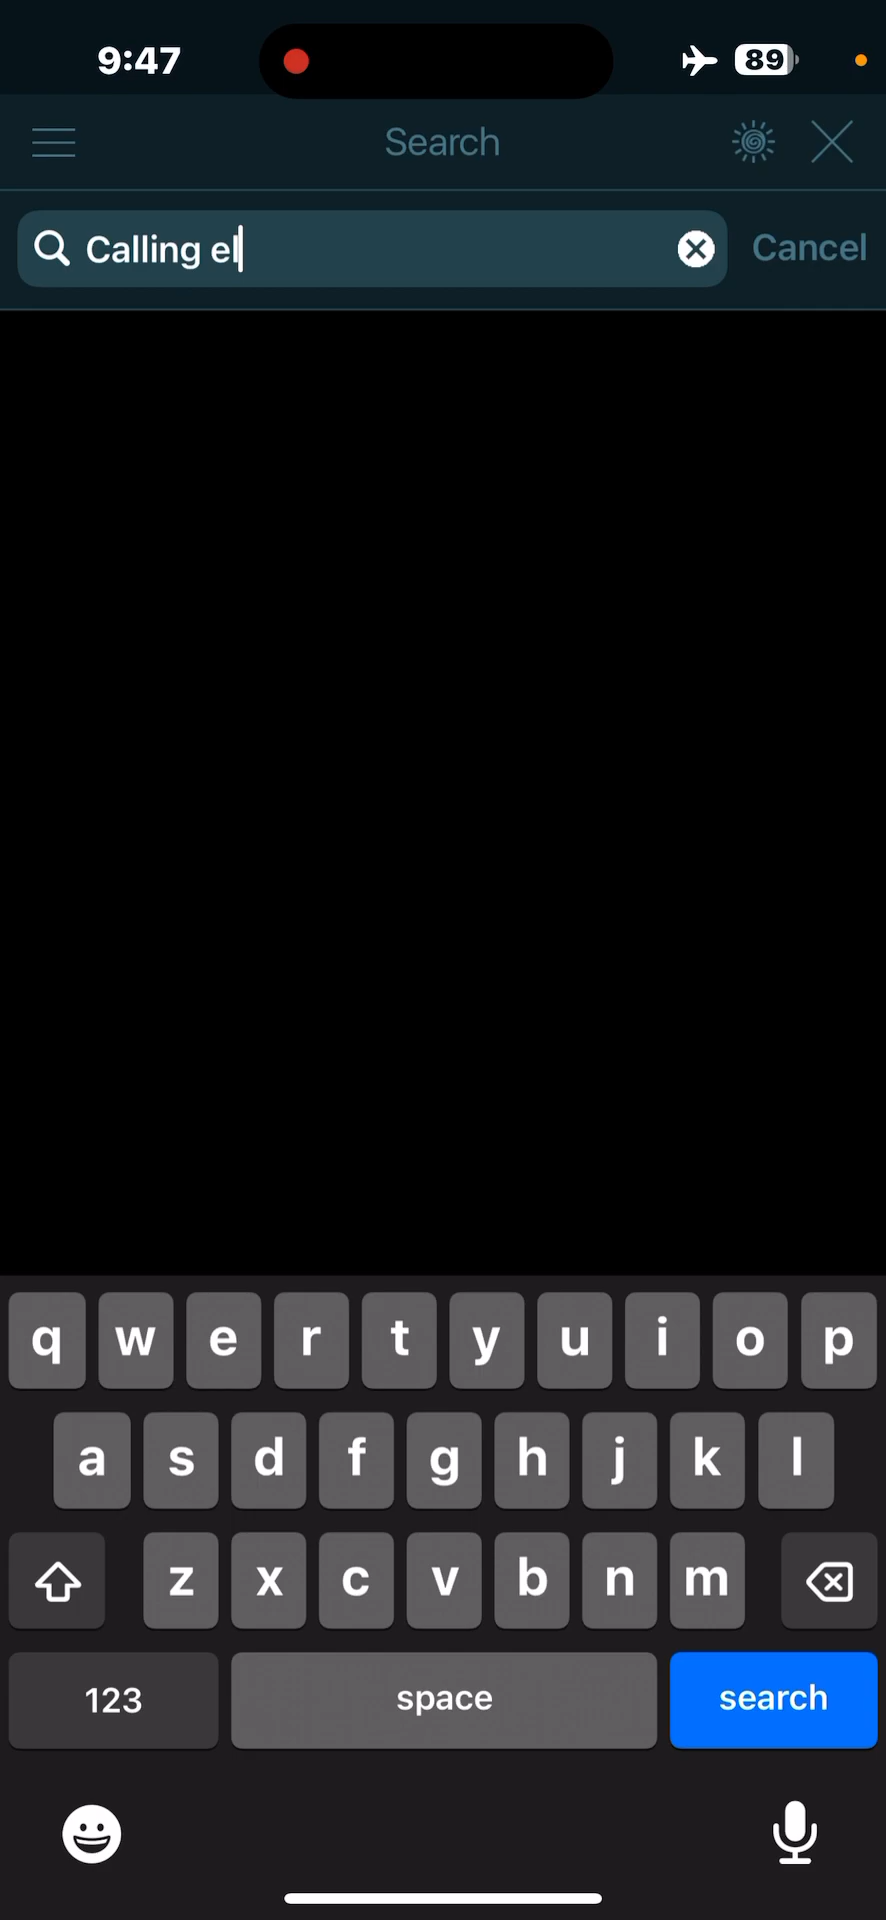 9:47
89
Search
Calling el
Cancel
q w e r t y u i o p
a s d f g h j k l
z x c v b n m
123 space search